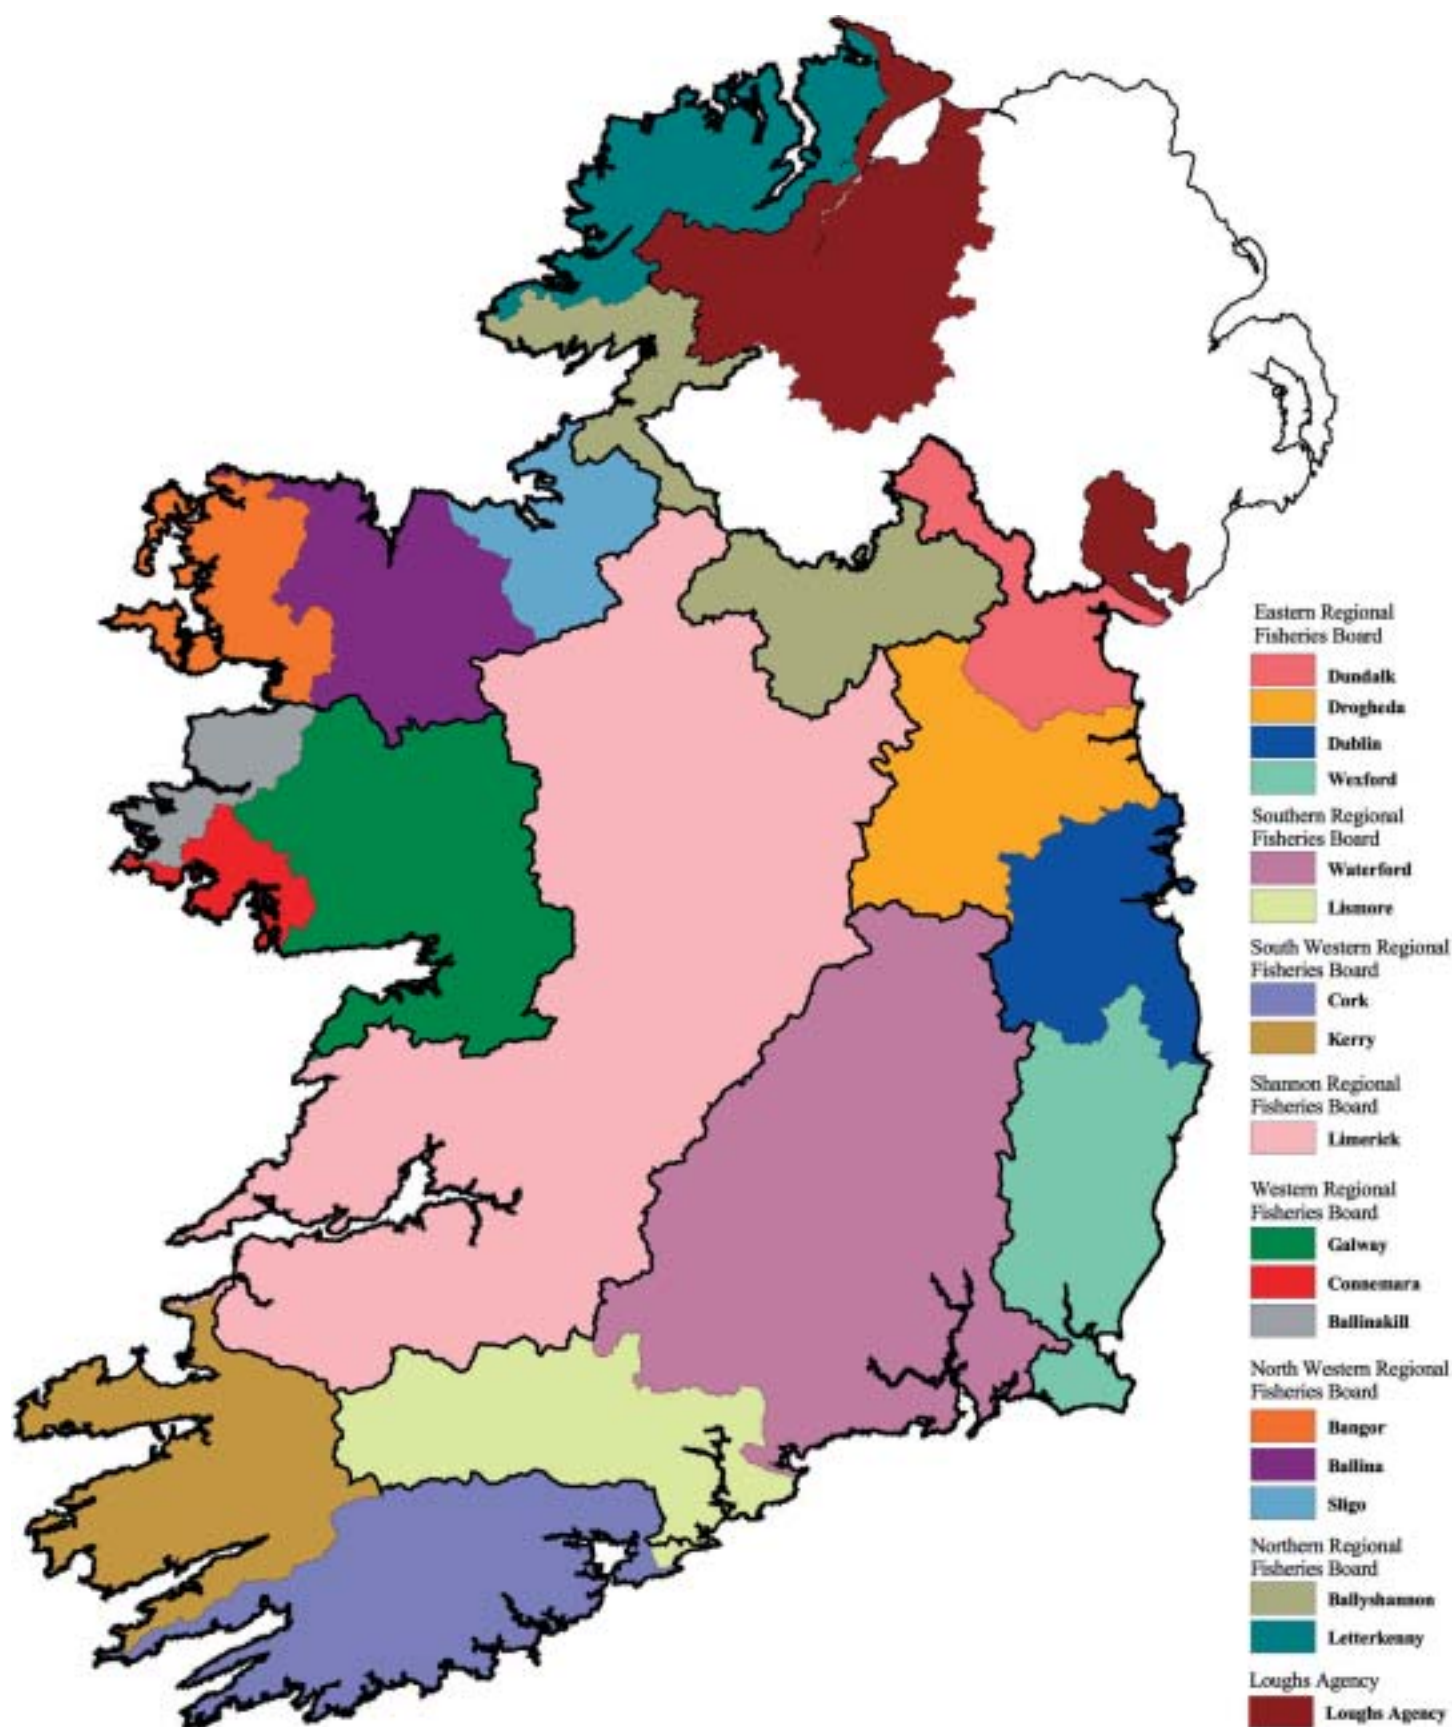 Eastern Regional
Fisheries Board
Dundalk
Drogheda
Dublin
Wexford
Southern Regional
Fisheries Board
Waterford
Lismore
South Western Regional
Fisheries Board
Cork
Kerry
Shannon Regional
Fisheries Board
Limerick
Western Regional
Fisheries Board
Galway
Connemara
Ballinakill
North Western Regional
Fisheries Board
Bangor
Ballina
Sligo
Northern Regional
Fisheries Board
Ballyshannon
Letterkenny
Loughs Agency
Loughs Agency